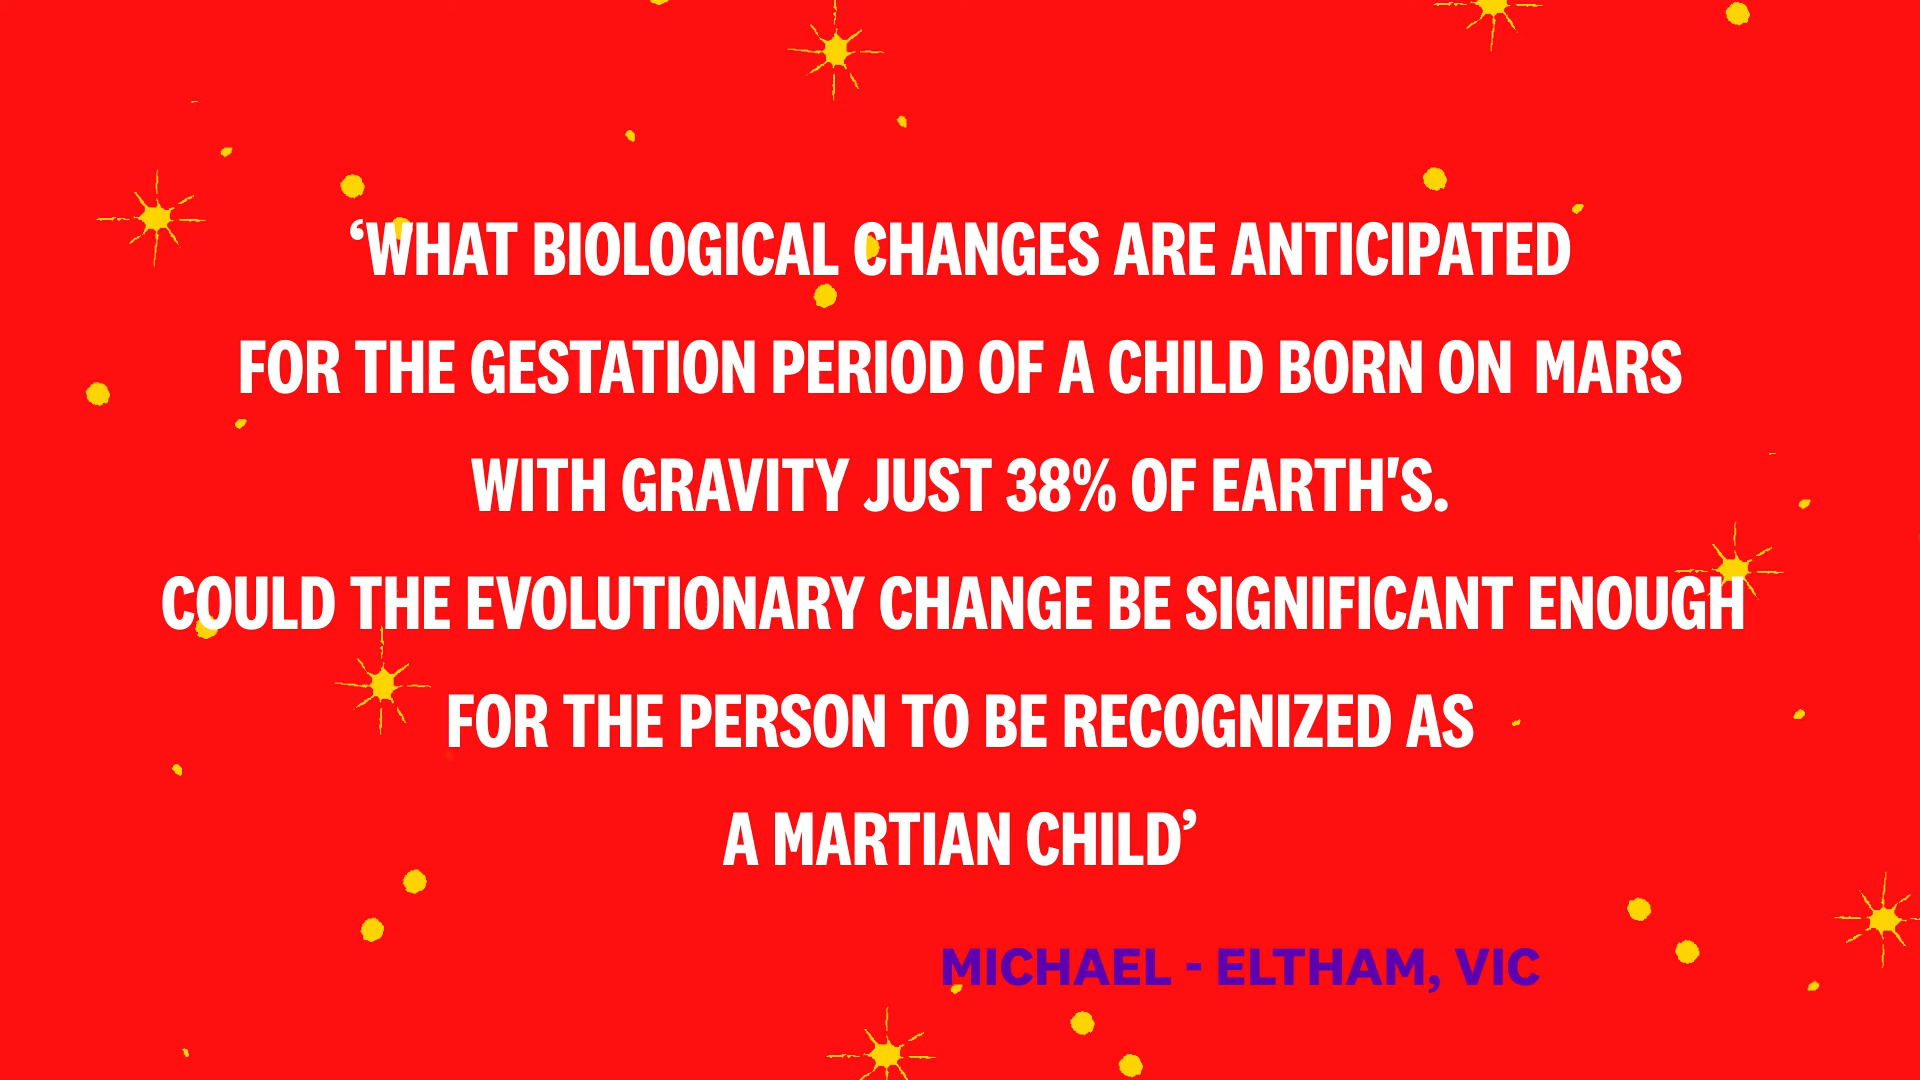 ‘WHAT BIOLOGICAL CHANGES ARE ANTICIPATED
FOR THE GESTATION PERIOD OF A CHILD BORN ON MARS
WITH GRAVITY JUST 38% OF EARTH'S.
COULD THE EVOLUTIONARY CHANGE BE SIGNIFICANT ENOUGH
FOR THE PERSON TO BE RECOGNIZED AS
A MARTIAN CHILD’
MICHAEL - ELTHAM, VIC